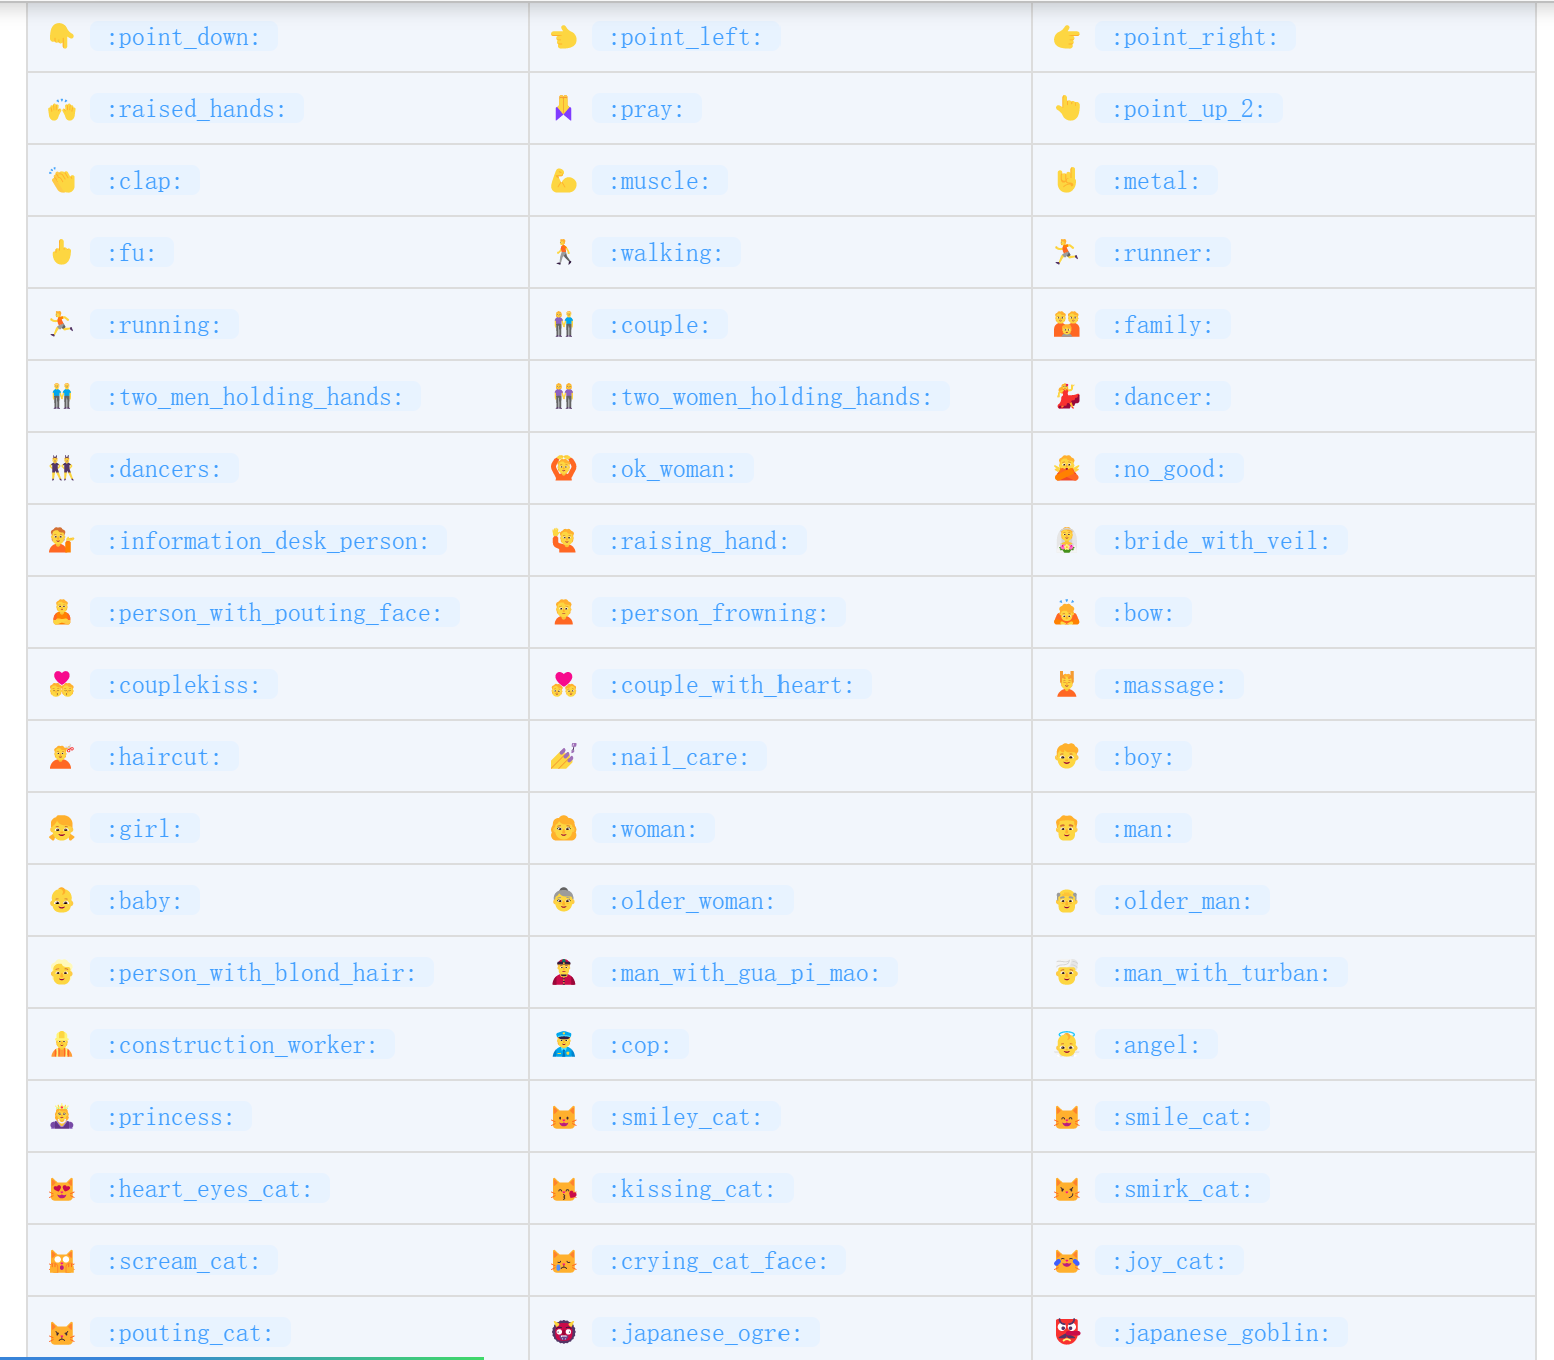 :point_down: :point_left: :point_right:
:raised_hands: :pray: :point_up_2:
:clap: :muscle: :metal:
:fu: :walking: :runner:
:running: :couple: :family:
:two_men_holding_hands: :two_women_holding_hands: :dancer:
:dancers: :ok_woman: :no_good:
:information_desk_person: :raising_hand: :bride_with_veil:
:person_with_pouting_face: :person_frowning: :bow:
:couplekiss: :couple_with_heart: :massage:
:haircut: :nail_care: :boy:
:girl: :woman: :man:
:baby: :older_woman: :older_man:
:person_with_blond_hair: :man_with_gua_pi_mao: :man_with_turban:
:construction_worker: :cop: :angel:
:princess: :smiley_cat: :smile_cat:
:heart_eyes_cat: :kissing_cat: :smirk_cat:
:scream_cat: :crying_cat_face: :joy_cat:
:pouting_cat: :japanese_ogre: :japanese_goblin: